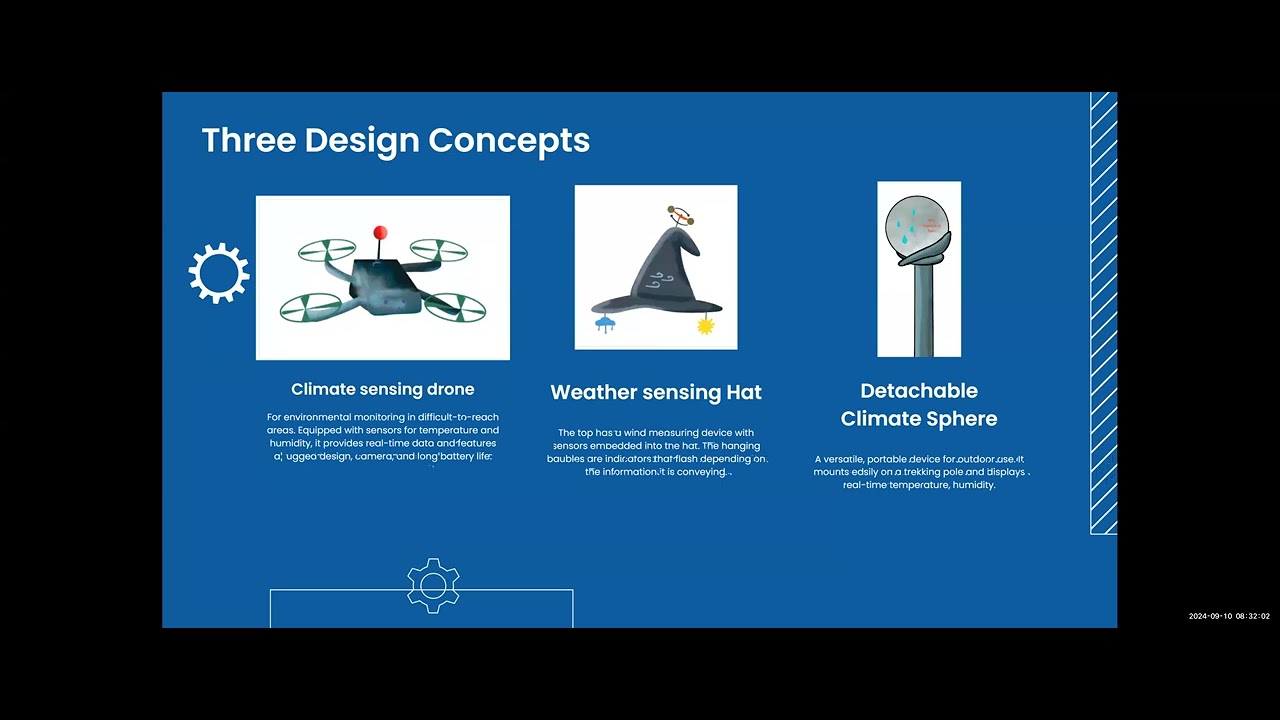 Three Design Concepts
Climate sensing drone
For environmental monitoring in difficult-to-reach
areas. Equipped with sensors for temperature and
humidity, it provides real-time data and features
a rugged design, camera, and long battery life.
Weather sensing Hat
The top has a wind measuring device with
sensors embedded into the hat. The hanging
baubles are indicators that flash depending on
the information it is conveying.
Detachable
Climate Sphere
A versatile, portable device for outdoor use. It
mounts easily on a trekking pole and displays
real-time temperature, humidity.
2024-09-10 08:32:02